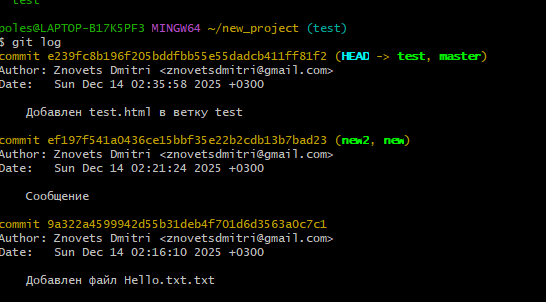 test
poles@LAPTOP-B17K5PF3 MINGW64 ~/new_project (test)
$ git log
commit e239fc8b196f205bddfbb55e55dadcb411ff81f2 (HEAD -> test, master)
Author: Znovets Dmitri <znovetsdmitri@gmail.com>
Date:   Sun Dec 14 02:35:58 2025 +0300
Добавлен test.html в ветку test
commit ef197f541a0436ce15bbf35e22b2cdb13b7bad23 (new2, new)
Author: Znovets Dmitri <znovetsdmitri@gmail.com>
Date:   Sun Dec 14 02:21:24 2025 +0300
Сообщение
commit 9a322a4599942d55b31deb4f701d6d3563a0c7c1
Author: Znovets Dmitri <znovetsdmitri@gmail.com>
Date:   Sun Dec 14 02:16:10 2025 +0300
Добавлен файл Hello.txt.txt